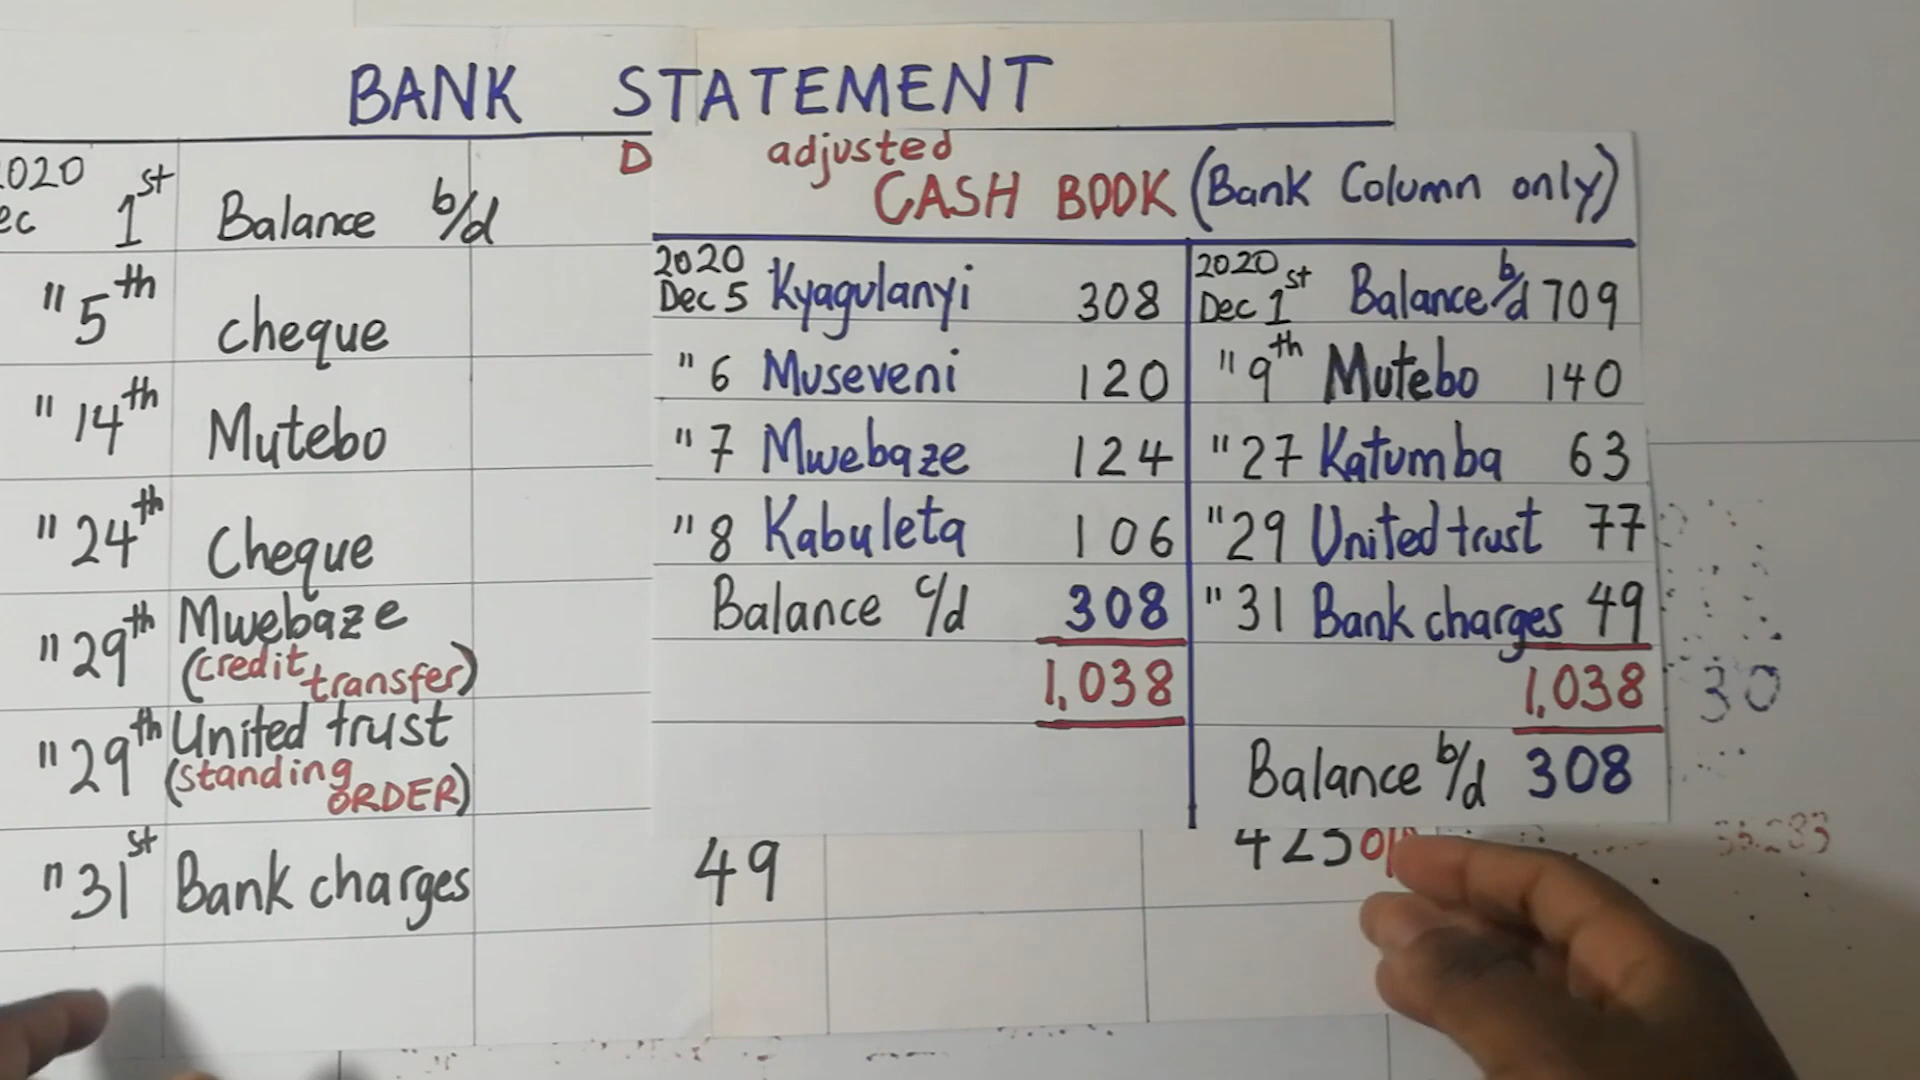 BANK STATEMENT
2020
Dec 1st Balance b/d
" 5th cheque
" 14th Mutebo
" 24th Cheque
" 29th Mwebaze
(credit transfer)
" 29th United trust
(standing ORDER)
" 31st Bank charges 49
D
adjusted
CASH BOOK (Bank Column only)
2020
Dec 5 Kyagulanyi 308
" 6 Museveni 120
" 7 Mwebaze 124
" 8 Kabuleta 106
Balance c/d 308
1,038
2020
Dec 1st Balance b/d 709
" 9th Mutebo 140
" 27 Katumba 63
" 29 United trust 77
" 31 Bank charges 49
1,038
Balance b/d 308
30